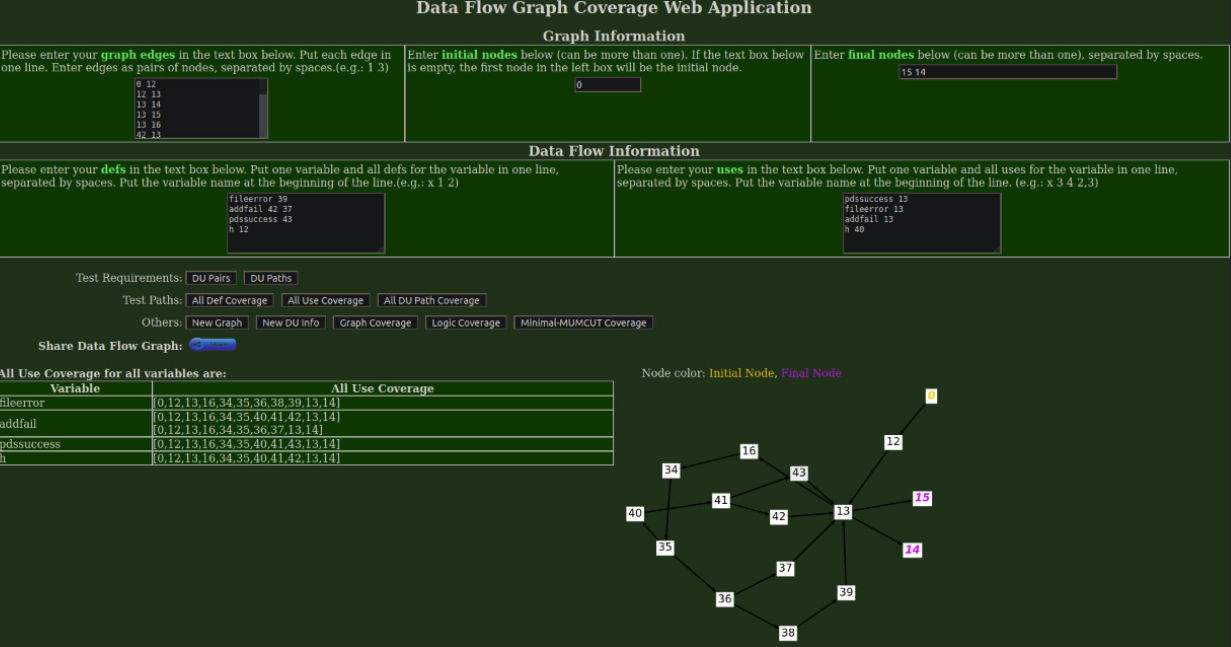 Data Flow Graph Coverage Web Application
Graph Information
Please enter your graph edges in the text box below. Put each edge in
one line. Enter edges as pairs of nodes, separated by spaces.(e.g.: 1 3)
0 12
12 13
13 14
13 15
13 16
42 13
Enter initial nodes below (can be more than one). If the text box below
is empty, the first node in the left box will be the initial node.
0
Enter final nodes below (can be more than one), separated by spaces.
15 14
Data Flow Information
Please enter your defs in the text box below. Put one variable and all defs for the variable in one line,
separated by spaces. Put the variable name at the beginning of the line.(e.g.: x 1 2)
fileerror 39
addfail 42 37
pdssuccess 43
h 12
Please enter your uses in the text box below. Put one variable and all uses for the variable in one line,
separated by spaces. Put the variable name at the beginning of the line. (e.g.: x 3 4 2,3)
pdssuccess 13
fileerror 13
addfail 13
h 40
Test Requirements: DU Pairs DU Paths
Test Paths: All Def Coverage All Use Coverage All DU Path Coverage
Others: New Graph New DU Info Graph Coverage Logic Coverage Minimal-MUMCUT Coverage
Share Data Flow Graph:
All Use Coverage for all variables are:
Variable All Use Coverage
fileerror [0,12,13,16,34,35,36,38,39,13,14]
addfail [0,12,13,16,34,35,40,41,42,13,14]
[0,12,13,16,34,35,36,37,13,14]
pdssuccess [0,12,13,16,34,35,40,41,43,13,14]
h [0,12,13,16,34,35,40,41,42,13,14]
Node color: Initial Node, Final Node
0
12
16
34
43
15
41
40
42
13
35
14
37
36
39
38